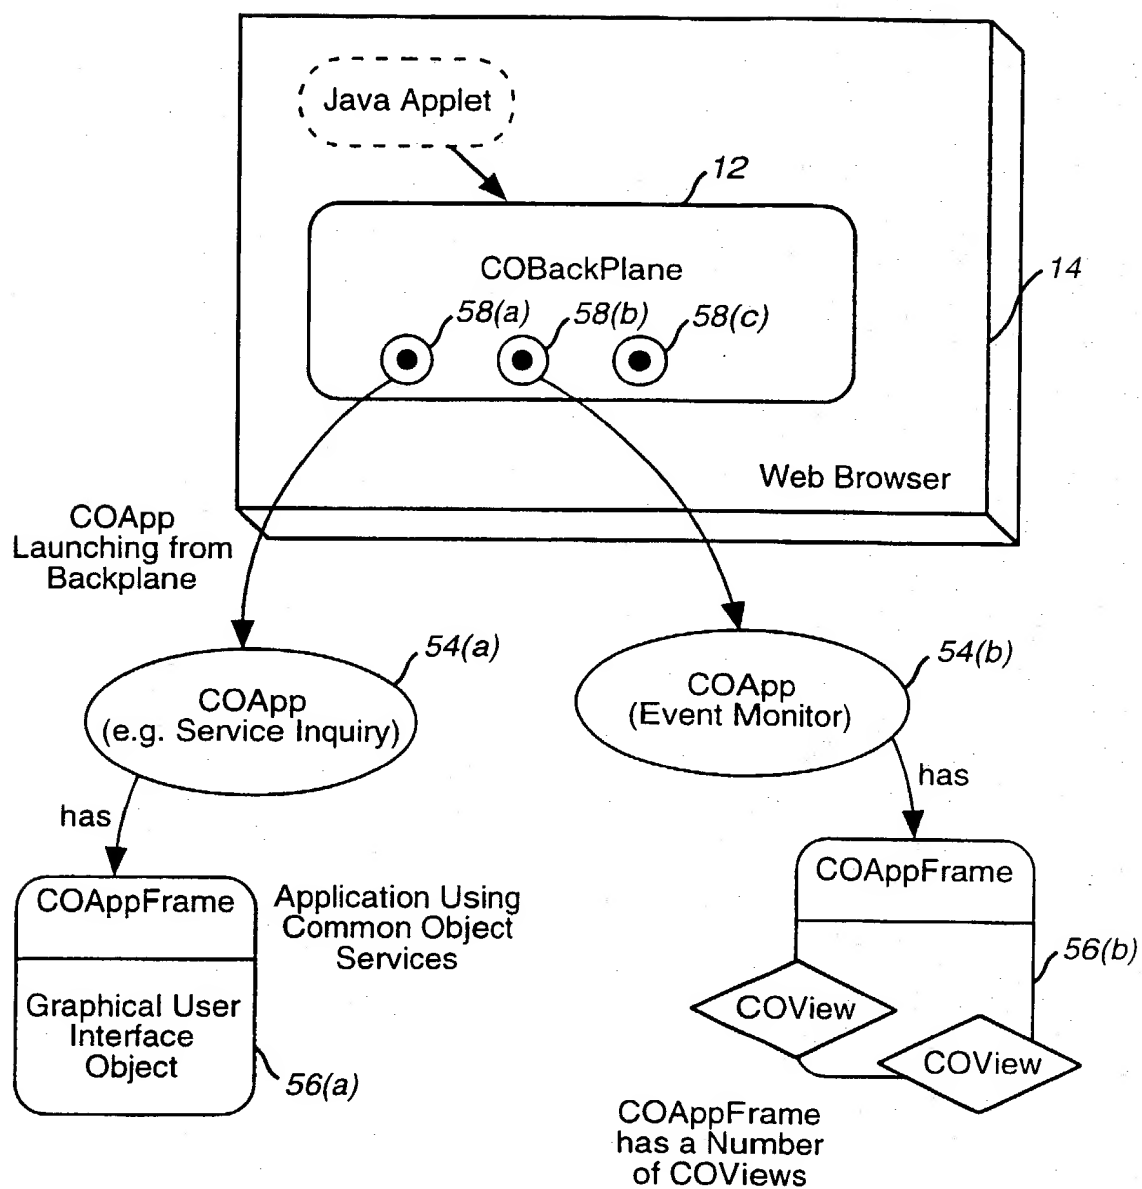 Java Applet
12
COBackPlane
14
58(a)
58(b)
58(c)
Web Browser
COApp
Launching from
Backplane
54(a)
COApp
(e.g. Service Inquiry)
54(b)
COApp
(Event Monitor)
has
has
COAppFrame
Graphical User
Interface
Object
56(a)
Application Using
Common Object
Services
COAppFrame
56(b)
COView
COView
COAppFrame
has a Number
of COViews